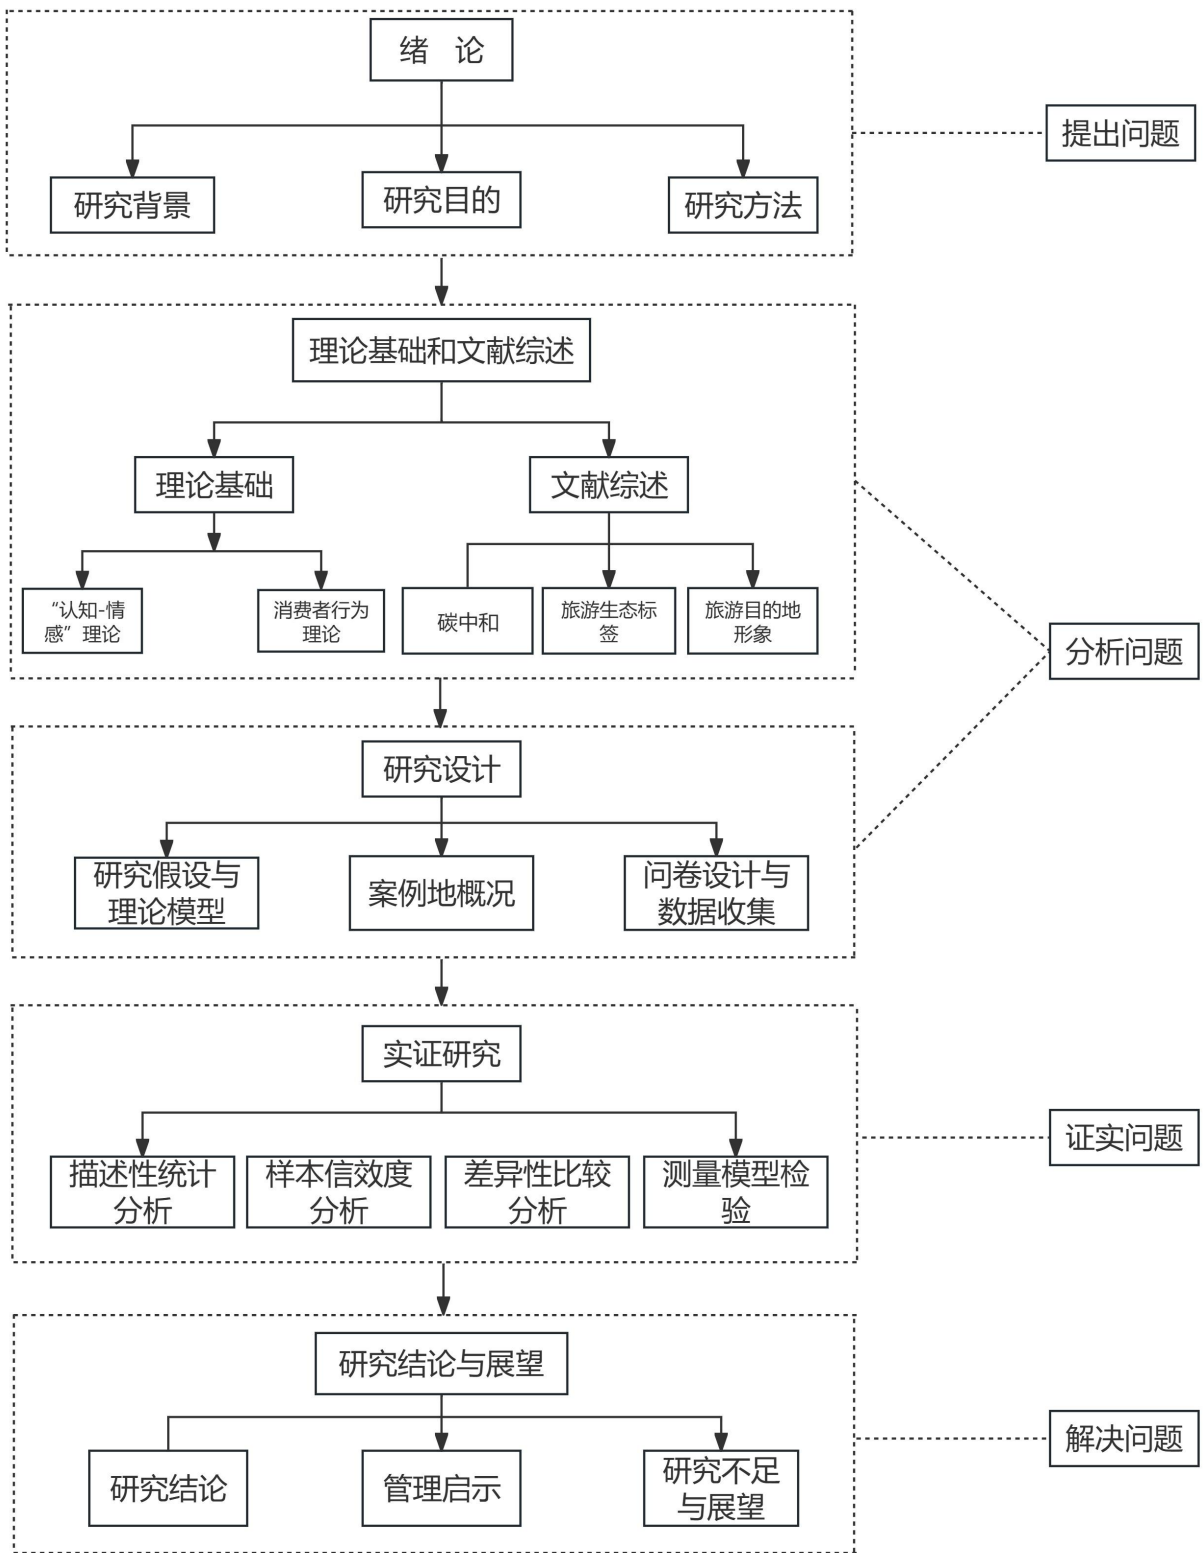 绪 论
提出问题
研究背景
研究目的
研究方法
理论基础和文献综述
理论基础
文献综述
“认知-情
感”理论
消费者行为
理论
碳中和
旅游生态标
签
旅游目的地
形象
分析问题
研究设计
研究假设与
理论模型
案例地概况
问卷设计与
数据收集
实证研究
证实问题
描述性统计
分析
样本信效度
分析
差异性比较
分析
测量模型检
验
研究结论与展望
解决问题
研究结论
管理启示
研究不足
与展望